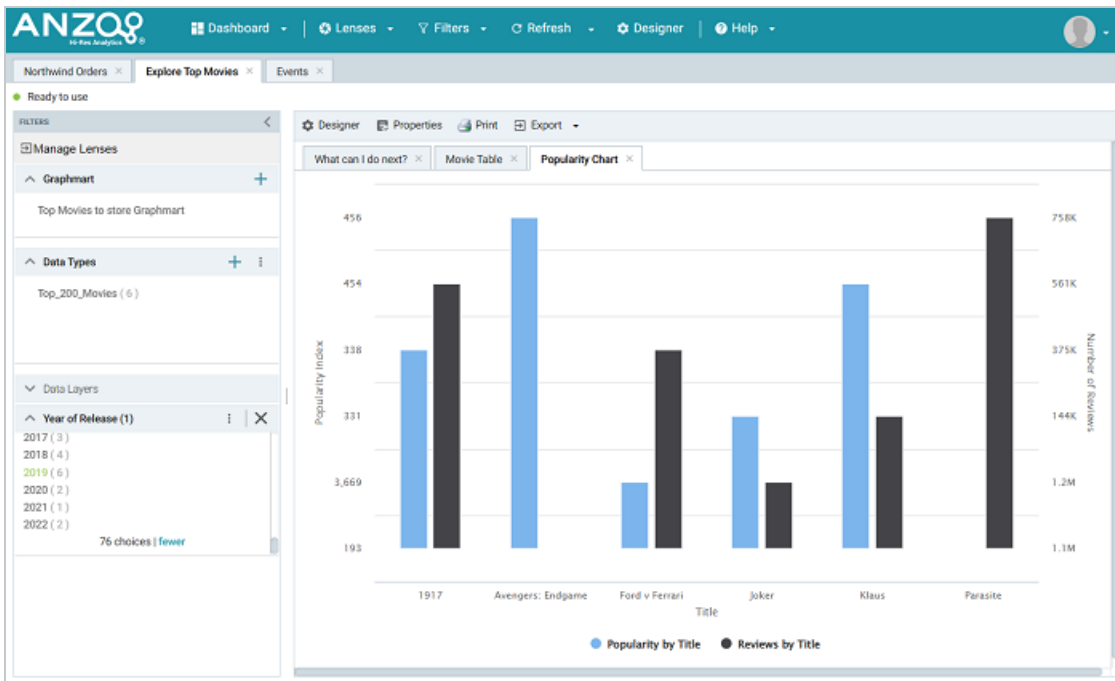 ANZO ®
Hi-Res Analytics
Dashboard
Lenses
Filters
Refresh
Designer
Help
Northwind Orders ×
Explore Top Movies ×
Events ×
Ready to use
FILTERS
Manage Lenses
Graphmart
Top Movies to store Graphmart
Data Types
Top_200_Movies ( 6 )
Data Layers
Year of Release (1)
2017 ( 3 )
2018 ( 4 )
2019 ( 6 )
2020 ( 2 )
2021 ( 1 )
2022 ( 2 )
76 choices | fewer
Designer
Properties
Print
Export
What can I do next? ×
Movie Table ×
Popularity Chart ×
Popularity Index
456
454
338
331
3,669
193
758K
561K
375K
144K
1.2M
1.1M
Number of Reviews
1917
Avengers: Endgame
Ford v Ferrari
Joker
Klaus
Parasite
Title
Popularity by Title
Reviews by Title